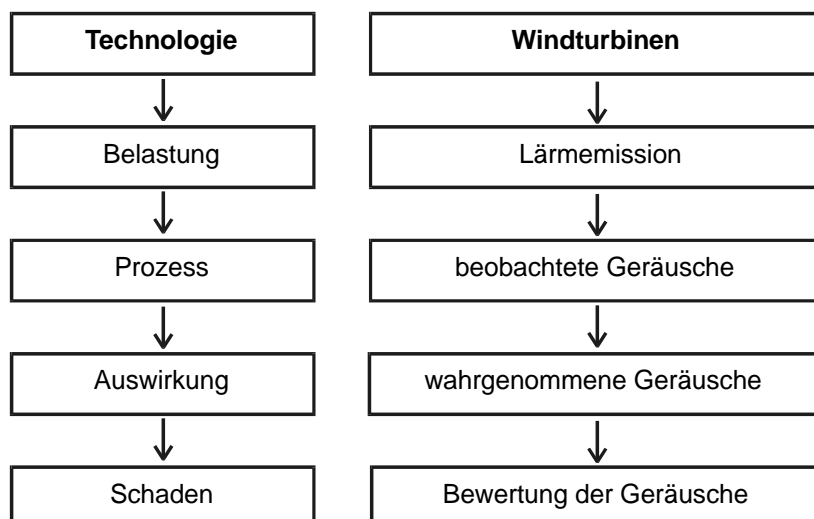 Technologie
Windturbinen
Belastung
Lärmemission
Prozess
beobachtete Geräusche
Auswirkung
wahrgenommene Geräusche
Schaden
Bewertung der Geräusche